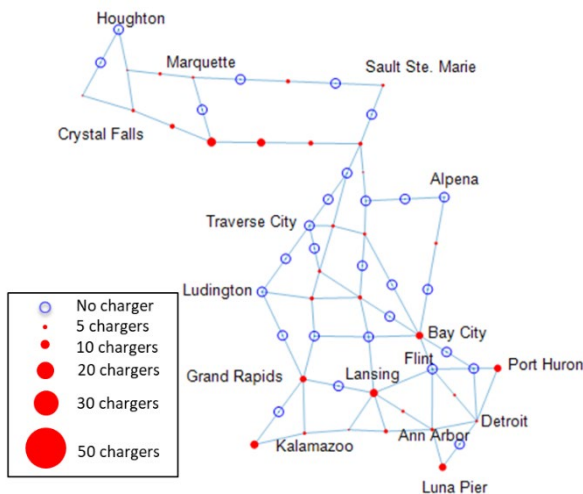 Houghton
Marquette
Sault Ste. Marie
Crystal Falls
Alpena
Traverse City
Ludington
Bay City
Flint
Port Huron
Grand Rapids
Lansing
Detroit
Kalamazoo
Ann Arbor
Luna Pier
No charger
5 chargers
10 chargers
20 chargers
30 chargers
50 chargers